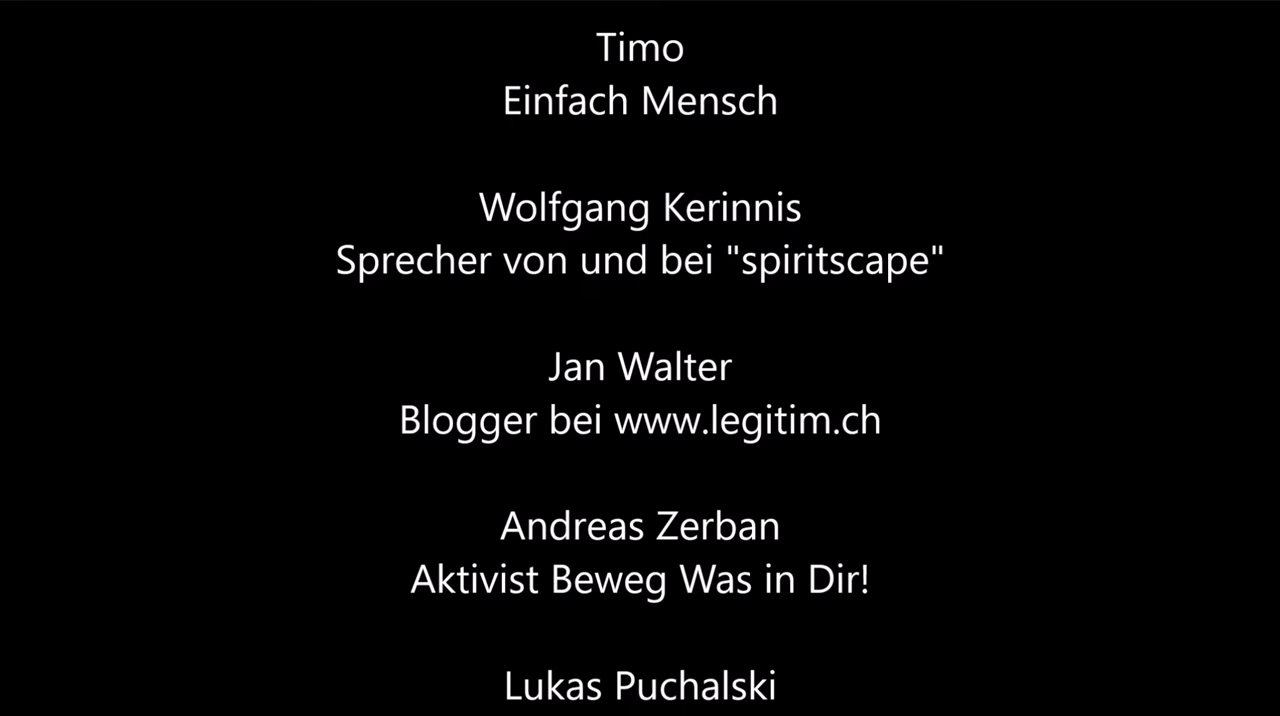 Timo
Einfach Mensch
Wolfgang Kerinnis
Sprecher von und bei "spiritscape"
Jan Walter
Blogger bei www.legitim.ch
Andreas Zerban
Aktivist Beweg Was in Dir!
Lukas Puchalski